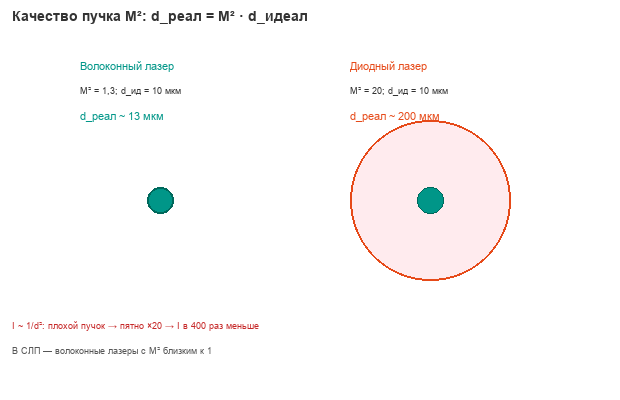 Качество пучка M²: d_реал = M² · d_идеал
Волоконный лазер
M² = 1,3; d_ид = 10 мкм
d_реал ~ 13 мкм
Диодный лазер
M² = 20; d_ид = 10 мкм
d_реал ~ 200 мкм
I ~ 1/d²: плохой пучок → пятно ×20 → I в 400 раз меньше
В СЛП — волоконные лазеры с M² близким к 1